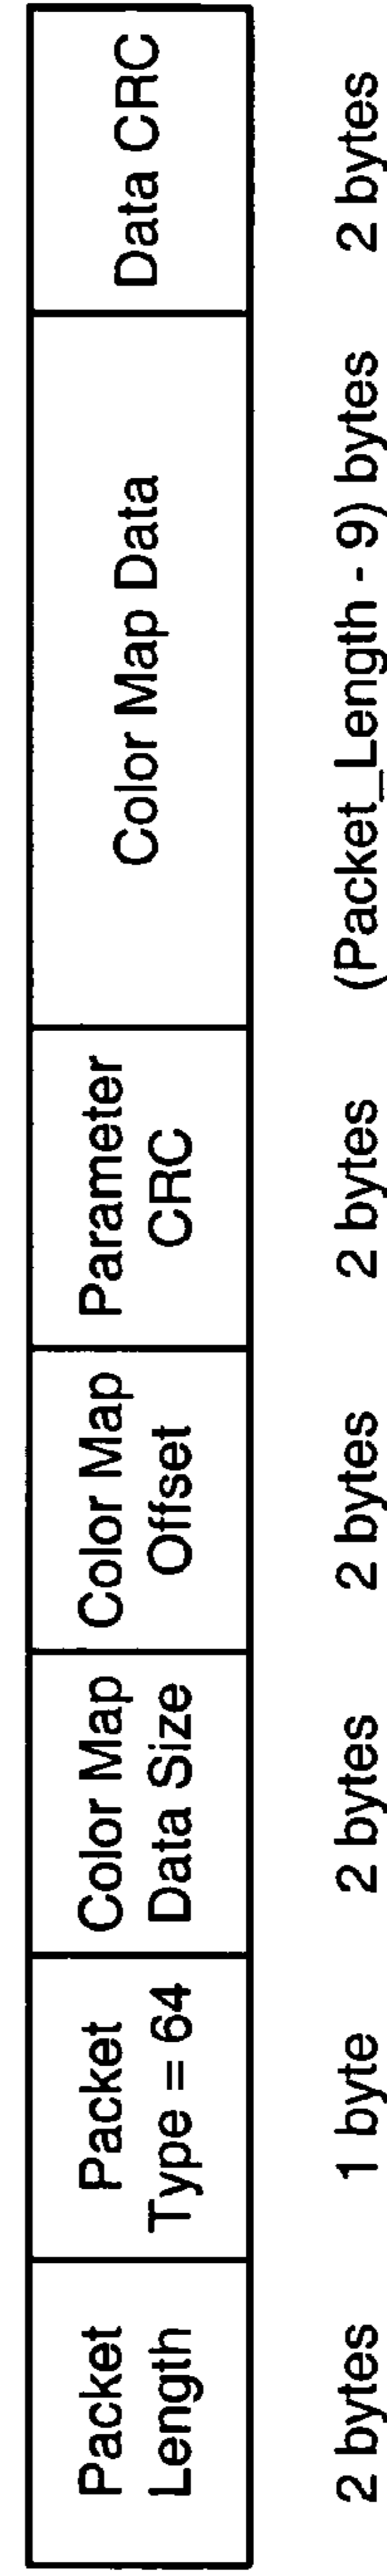 Packet
Length
Packet
Type = 64
Color Map
Data Size
Color Map
Offset
Parameter
CRC
Color Map Data
Data CRC
2 bytes
1 byte
2 bytes
2 bytes
2 bytes
(Packet_Length - 9) bytes
2 bytes